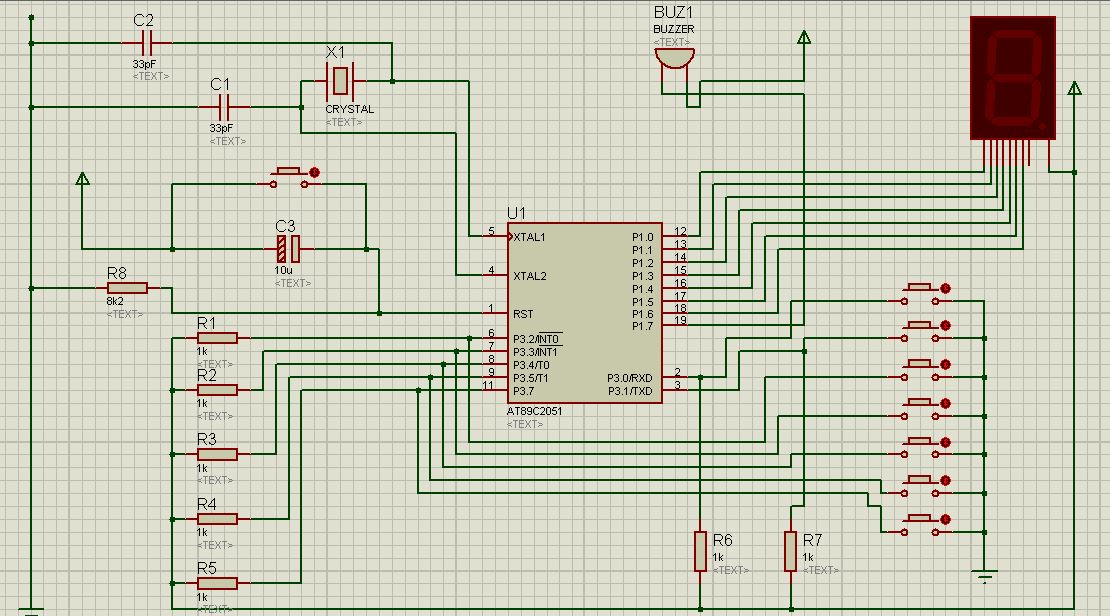 C2
33pF
<TEXT>
X1
CRYSTAL
<TEXT>
C1
33pF
<TEXT>
BUZ1
BUZZER
<TEXT>
C3
10u
<TEXT>
R8
8k2
<TEXT>
U1
5 XTAL1
4 XTAL2
1 RST
6 P3.2/INT0
7 P3.3/INT1
8 P3.4/T0
9 P3.5/T1
11 P3.7
P1.0 12
P1.1 13
P1.2 14
P1.3 15
P1.4 16
P1.5 17
P1.6 18
P1.7 19
P3.0/RXD 2
P3.1/TXD 3
AT89C2051
<TEXT>
R1
1k
<TEXT>
R2
1k
<TEXT>
R3
1k
<TEXT>
R4
1k
<TEXT>
R5
1k
<TEXT>
R6
1k
<TEXT>
R7
1k
<TEXT>